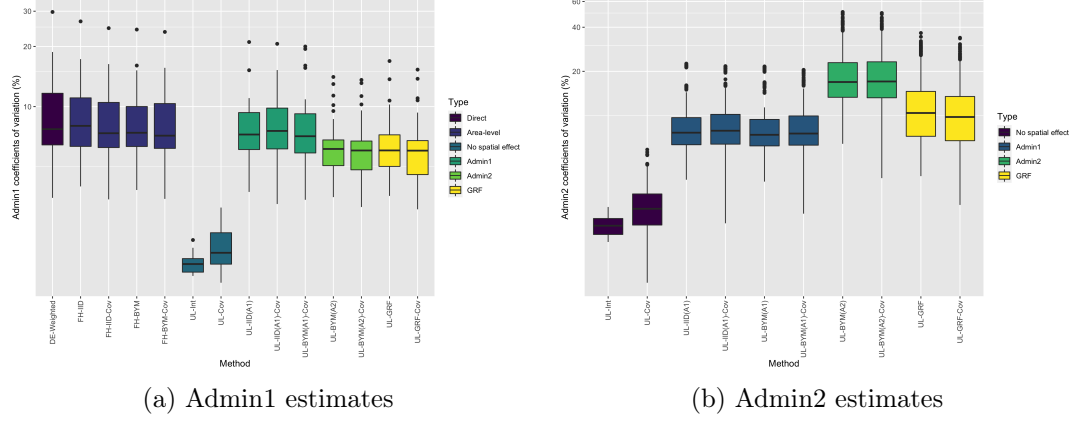 30
20
10
Admin1 coefficients of variation (%)
DE-Weighted
FH-IID
FH-IID-Cov
FH-BYM
FH-BYM-Cov
UL-Int
UL-Cov
UL-IID(A1)
UL-IID(A1)-Cov
UL-BYM(A1)-Cov
UL-BYM(A2)
UL-BYM(A2)-Cov
UL-GRF
UL-GRF-Cov
Method
Type
Direct
Area-level
No spatial effect
Admin1
Admin2
GRF
(a) Admin1 estimates
60
40
20
Admin2 coefficients of variation (%)
UL-Int
UL-Cov
UL-IID(A1)
UL-IID(A1)-Cov
UL-BYM(A1)
UL-BYM(A1)-Cov
UL-BYM(A2)
UL-BYM(A2)-Cov
UL-GRF
UL-GRF-Cov
Method
Type
No spatial effect
Admin1
Admin2
GRF
(b) Admin2 estimates